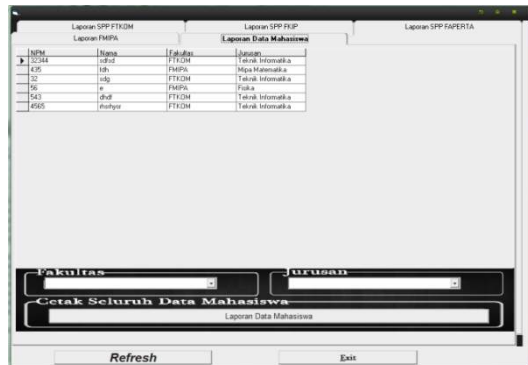 Laporan SPP FTKOM Laporan SPP FKIP Laporan SPP FAPERTA
Laporan FMIPA Laporan Data Mahasiswa
NPM Nama Fakultas Jurusan
32344 sdfsd FTKOM Teknik Informatika
435 fdh FMIPA Mipa Matematika
32 sdg FTKOM Teknik Informatika
56 e FMIPA Fisika
543 dhdf FTKOM Teknik Informatika
4565 FTKOM Teknik Informatika
Fakultas Jurusan
Cetak Seluruh Data Mahasiswa
Laporan Data Mahasiswa
Refresh Exit